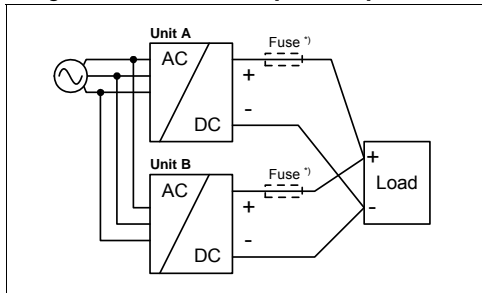 Unit A
AC
DC
Fuse *)
+
-
Unit B
AC
DC
Fuse *)
+
-
+
-
Load